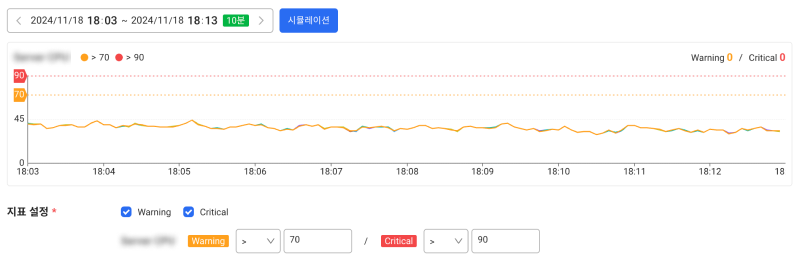 2024/11/18 18:03 ~ 2024/11/18 18:13 10분 시뮬레이션
> 70 > 90 Warning 0 / Critical 0
90
70
45
0
18:03 18:04 18:05 18:06 18:07 18:08 18:09 18:10 18:11 18:12 18
지표 설정 * Warning Critical
Warning > 70 / Critical > 90